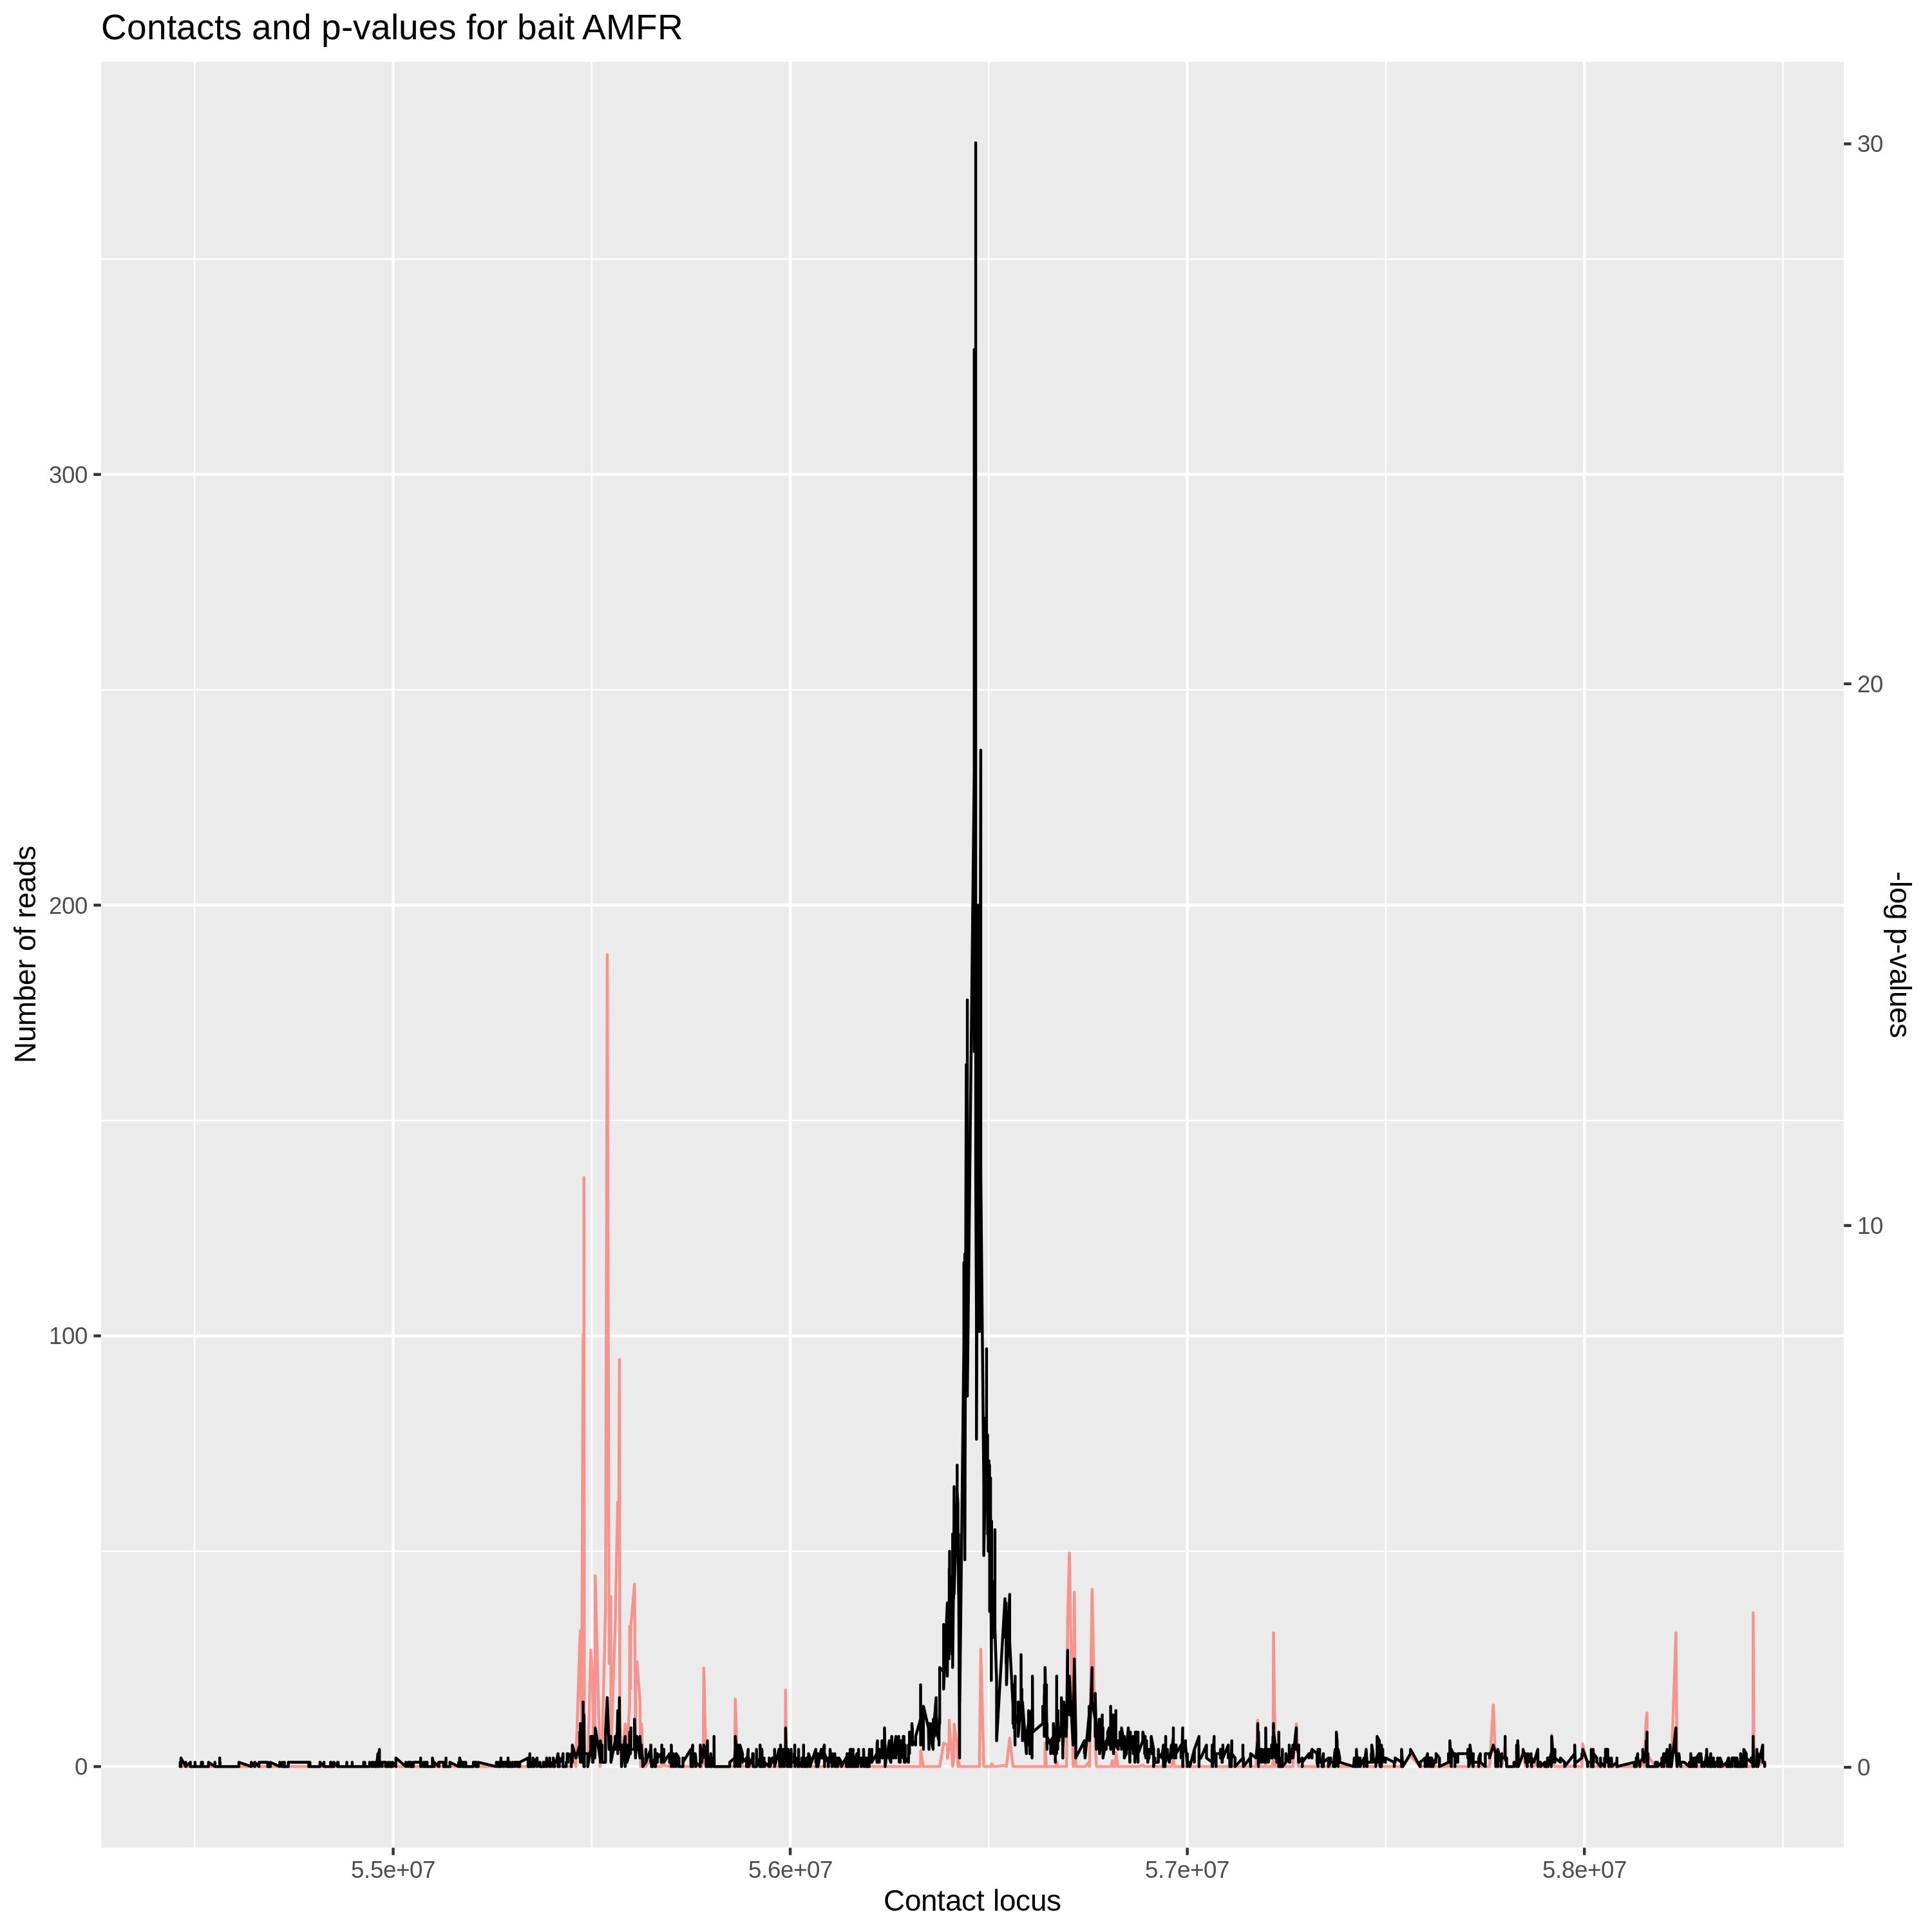 Contacts and p-values for bait AMFR
300
200
100
0
Number of reads
30
20
10
0
-log p-values
5.5e+07 5.6e+07 5.7e+07 5.8e+07
Contact locus